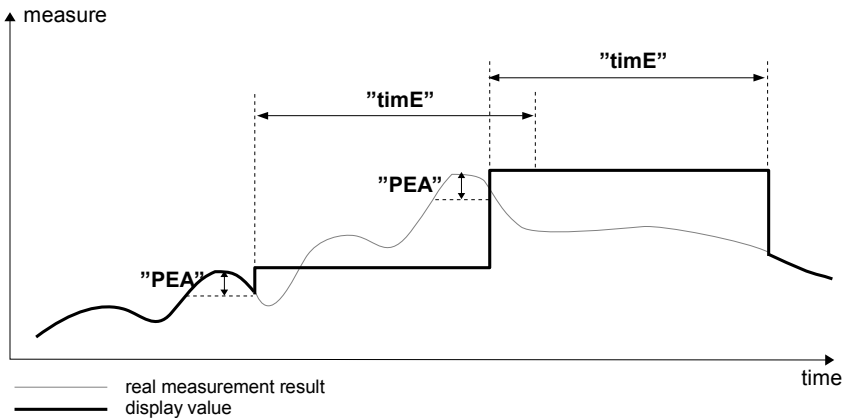 measure
”timE”
”timE”
”PEA”
”PEA”
time
real measurement result
display value